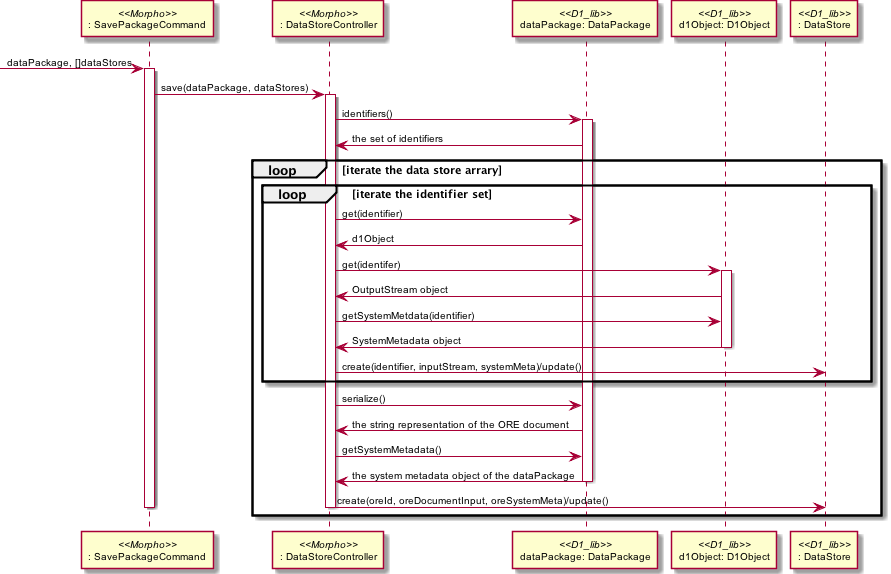 <<Morpho>>
: SavePackageCommand
<<Morpho>>
: DataStoreController
<<D1_lib>>
dataPackage: DataPackage
<<D1_lib>>
d1Object: D1Object
<<D1_lib>>
: DataStore
dataPackage, []dataStores
save(dataPackage, dataStores)
identifiers()
the set of identifiers
loop [iterate the data store arrary]
loop [iterate the identifier set]
get(identifier)
d1Object
get(identifer)
OutputStream object
getSystemMetdata(identifier)
SystemMetadata object
create(identifier, inputStream, systemMeta)/update()
serialize()
the string representation of the ORE document
getSystemMetadata()
the system metadata object of the dataPackage
create(oreId, oreDocumentInput, oreSystemMeta)/update()
<<Morpho>>
: SavePackageCommand
<<Morpho>>
: DataStoreController
<<D1_lib>>
dataPackage: DataPackage
<<D1_lib>>
d1Object: D1Object
<<D1_lib>>
: DataStore